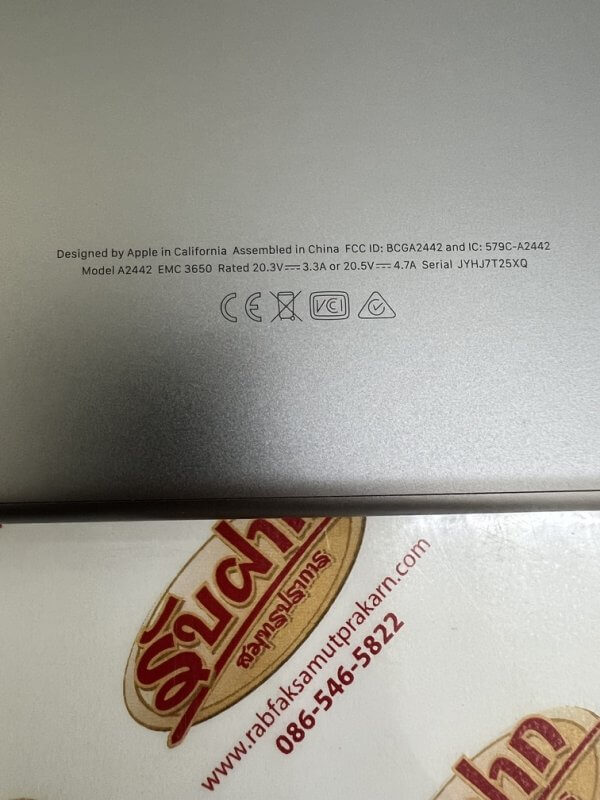 Designed by Apple in California Assembled in China FCC ID: BCGA2442 and IC: 579C-A2442
Model A2442 EMC 3650 Rated 20.3V⎓3.3A or 20.5V⎓4.7A Serial JYHJ7T25XQ
CE VCI
รับฝาก
สมุทรปราการ
www.rabfaksamutprakarn.com
086-546-5822